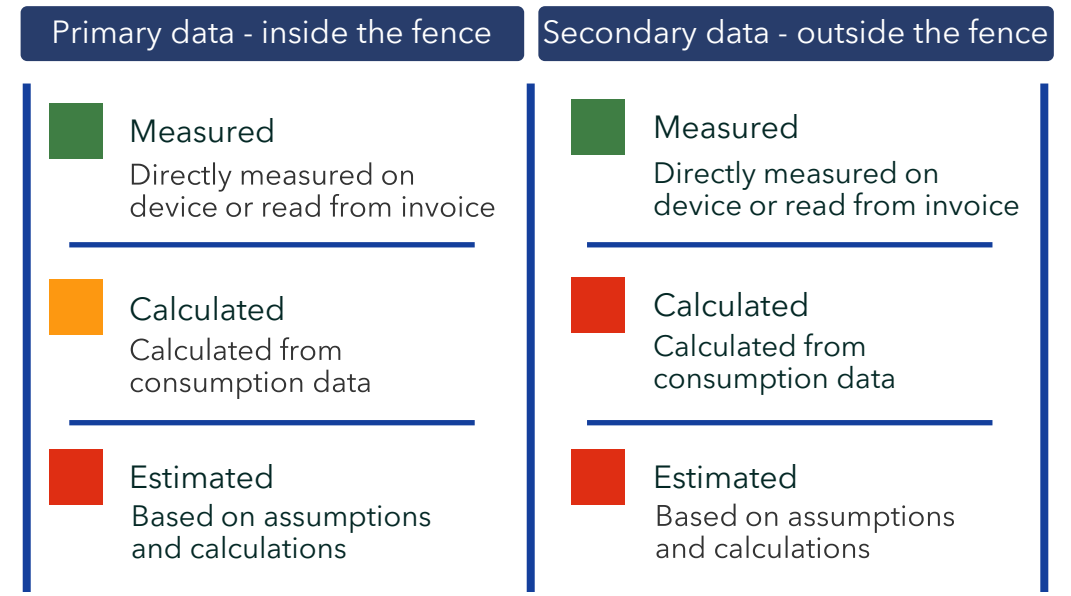 Primary data - inside the fence
Measured
Directly measured on
device or read from invoice
Calculated
Calculated from
consumption data
Estimated
Based on assumptions
and calculations
Secondary data - outside the fence
Measured
Directly measured on
device or read from invoice
Calculated
Calculated from
consumption data
Estimated
Based on assumptions
and calculations